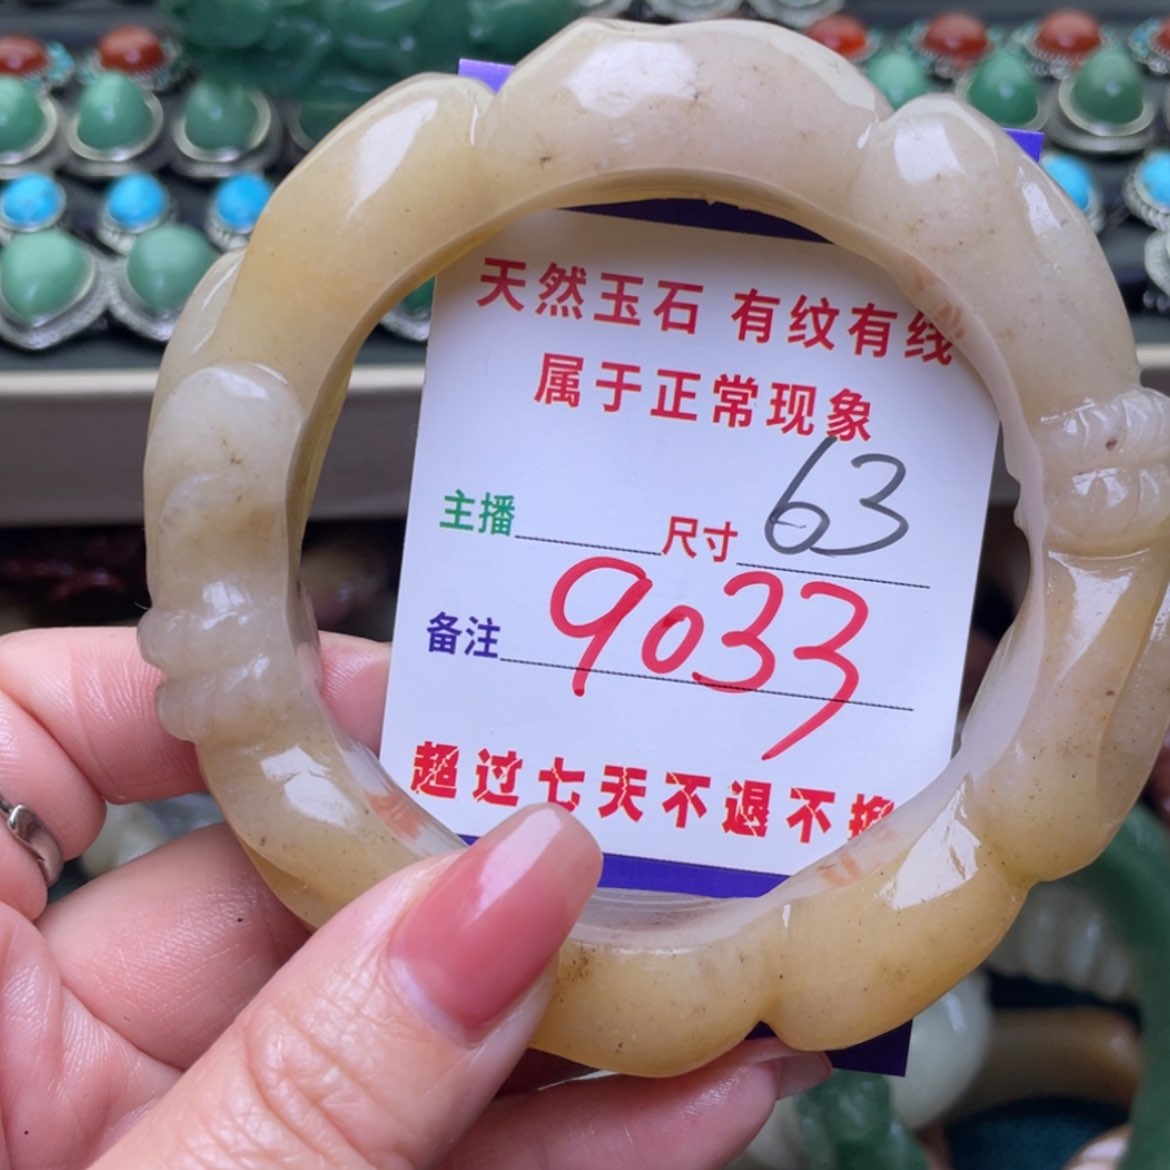 天然玉石 有纹有线
属于正常现象
主播 尺寸 63
备注 9033
超过七天不退不换